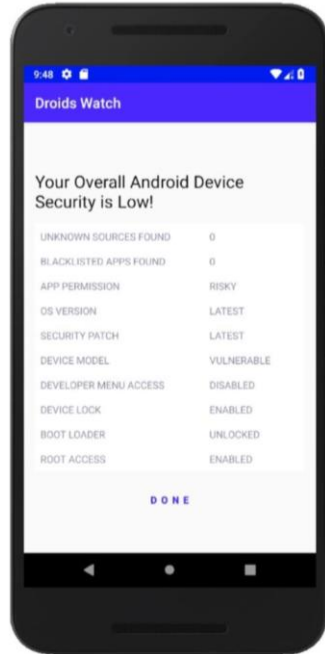 9:48
Droids Watch
Your Overall Android Device
Security is Low!
UNKNOWN SOURCES FOUND 0
BLACKLISTED APPS FOUND 0
APP PERMISSION RISKY
OS VERSION LATEST
SECURITY PATCH LATEST
DEVICE MODEL VULNERABLE
DEVELOPER MENU ACCESS DISABLED
DEVICE LOCK ENABLED
BOOT LOADER UNLOCKED
ROOT ACCESS ENABLED
DONE